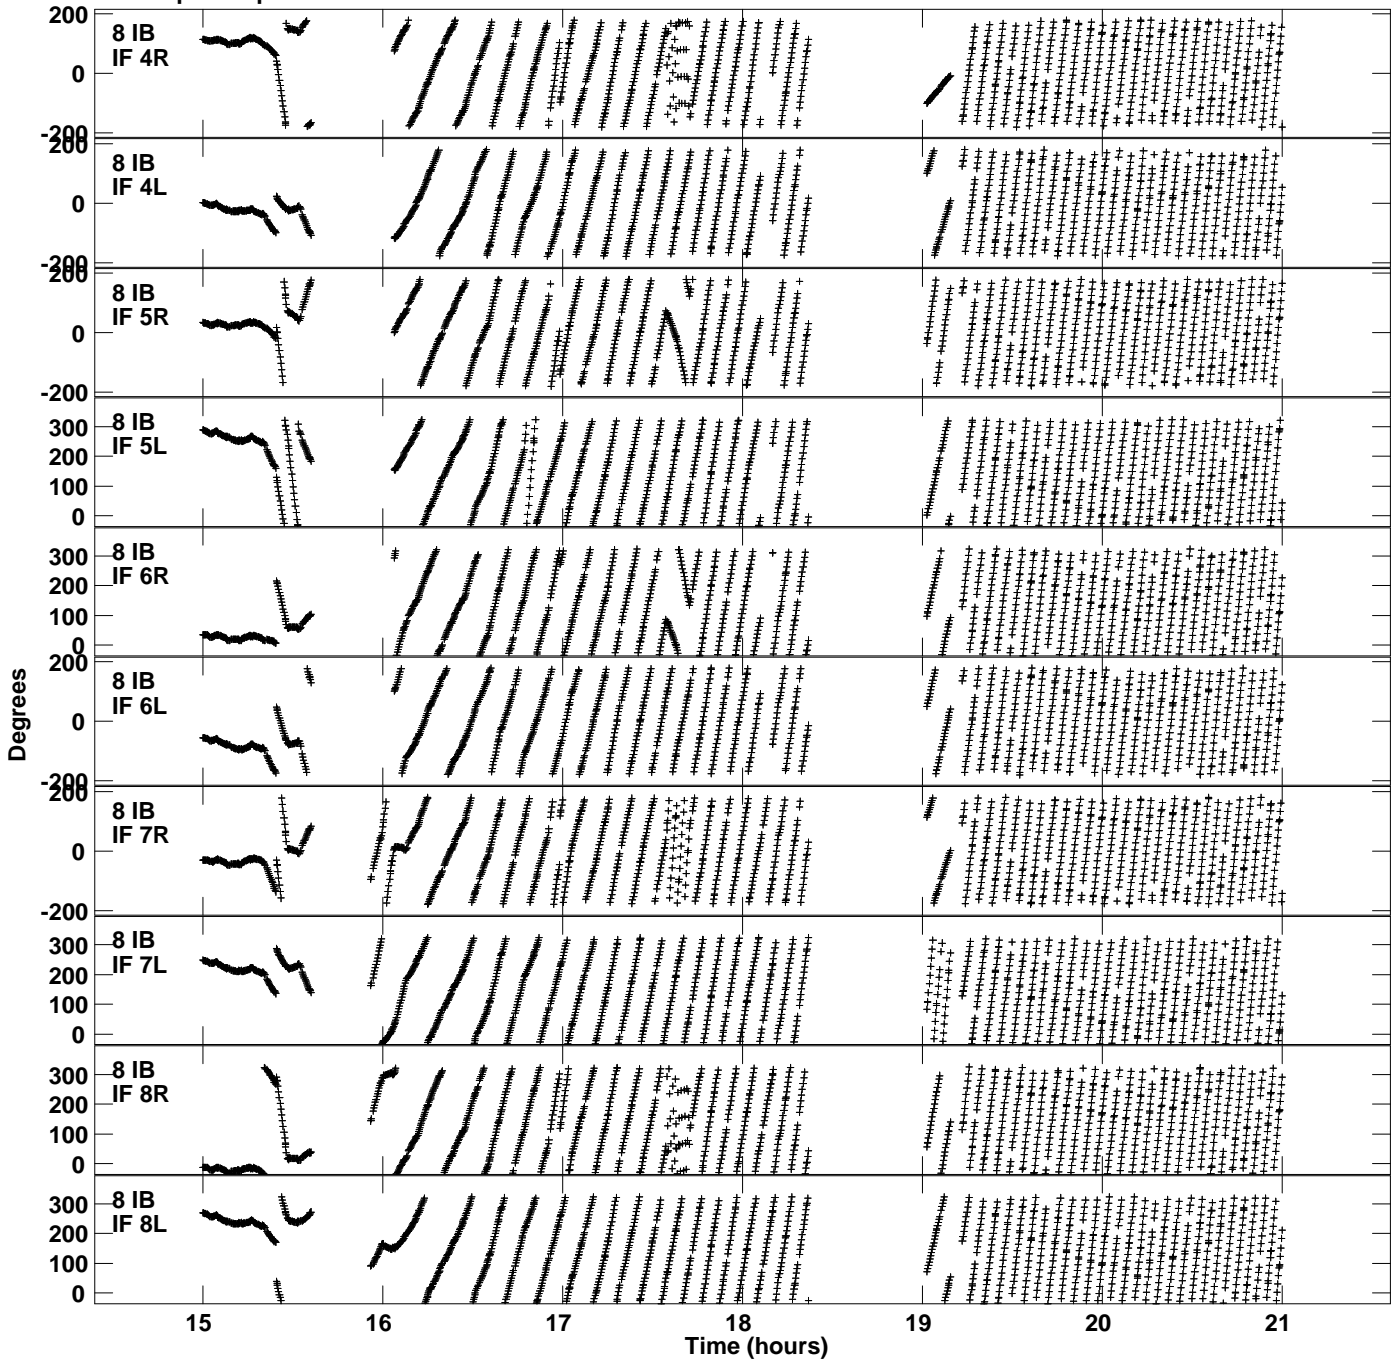 200
8 IB
IF 4R
0
-200
200
8 IB
IF 4L
0
-200
200
8 IB
IF 5R
0
-200
8 IB
300
IF 5L
200
100
0
8 IB
300
IF 6R
200
100
0
200
8 IB
IF 6L
0
-200
200
8 IB
IF 7R
0
-200
8 IB
300
IF 7L
200
100
0
8 IB
300
IF 8R
200
100
0
8 IB
300
IF 8L
200
100
0
Degrees
15 16 17 18 19 20 21
Time (hours)